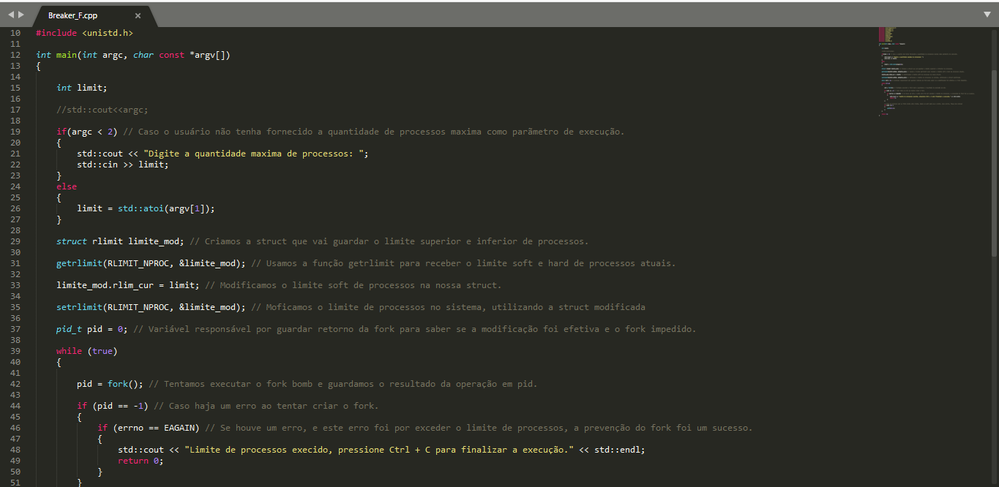 Breaker_F.cpp ×
10 #include <unistd.h>
11
12 int main(int argc, char const *argv[])
13 {
14
15 int limit;
16
17 //std::cout<<argc;
18
19 if(argc < 2) // Caso o usuário não tenha fornecido a quantidade de processos maxima como parâmetro de execução.
20 {
21 std::cout << "Digite a quantidade maxima de processos: ";
22 std::cin >> limit;
23 }
24 else
25 {
26 limit = std::atoi(argv[1]);
27 }
28
29 struct rlimit limite_mod; // Criamos a struct que vai guardar o limite superior e inferior de processos.
30
31 getrlimit(RLIMIT_NPROC, &limite_mod); // Usamos a função getrlimit para receber o limite soft e hard de processos atuais.
32
33 limite_mod.rlim_cur = limit; // Modificamos o limite soft de processos na nossa struct.
34
35 setrlimit(RLIMIT_NPROC, &limite_mod); // Moficamos o limite de processos no sistema, utilizando a struct modificada
36
37 pid_t pid = 0; // Variável responsável por guardar retorno da fork para saber se a modificação foi efetiva e o fork impedido.
38
39 while (true)
40 {
41
42 pid = fork(); // Tentamos executar o fork bomb e guardamos o resultado da operação em pid.
43
44 if (pid == -1) // Caso haja um erro ao tentar criar o fork.
45 {
46 if (errno == EAGAIN) // Se houve um erro, e este erro foi por exceder o limite de processos, a prevenção do fork foi um sucesso.
47 {
48 std::cout << "Limite de processos execido, pressione Ctrl + C para finalizar a execução." << std::endl;
49 return 0;
50 }
51 }